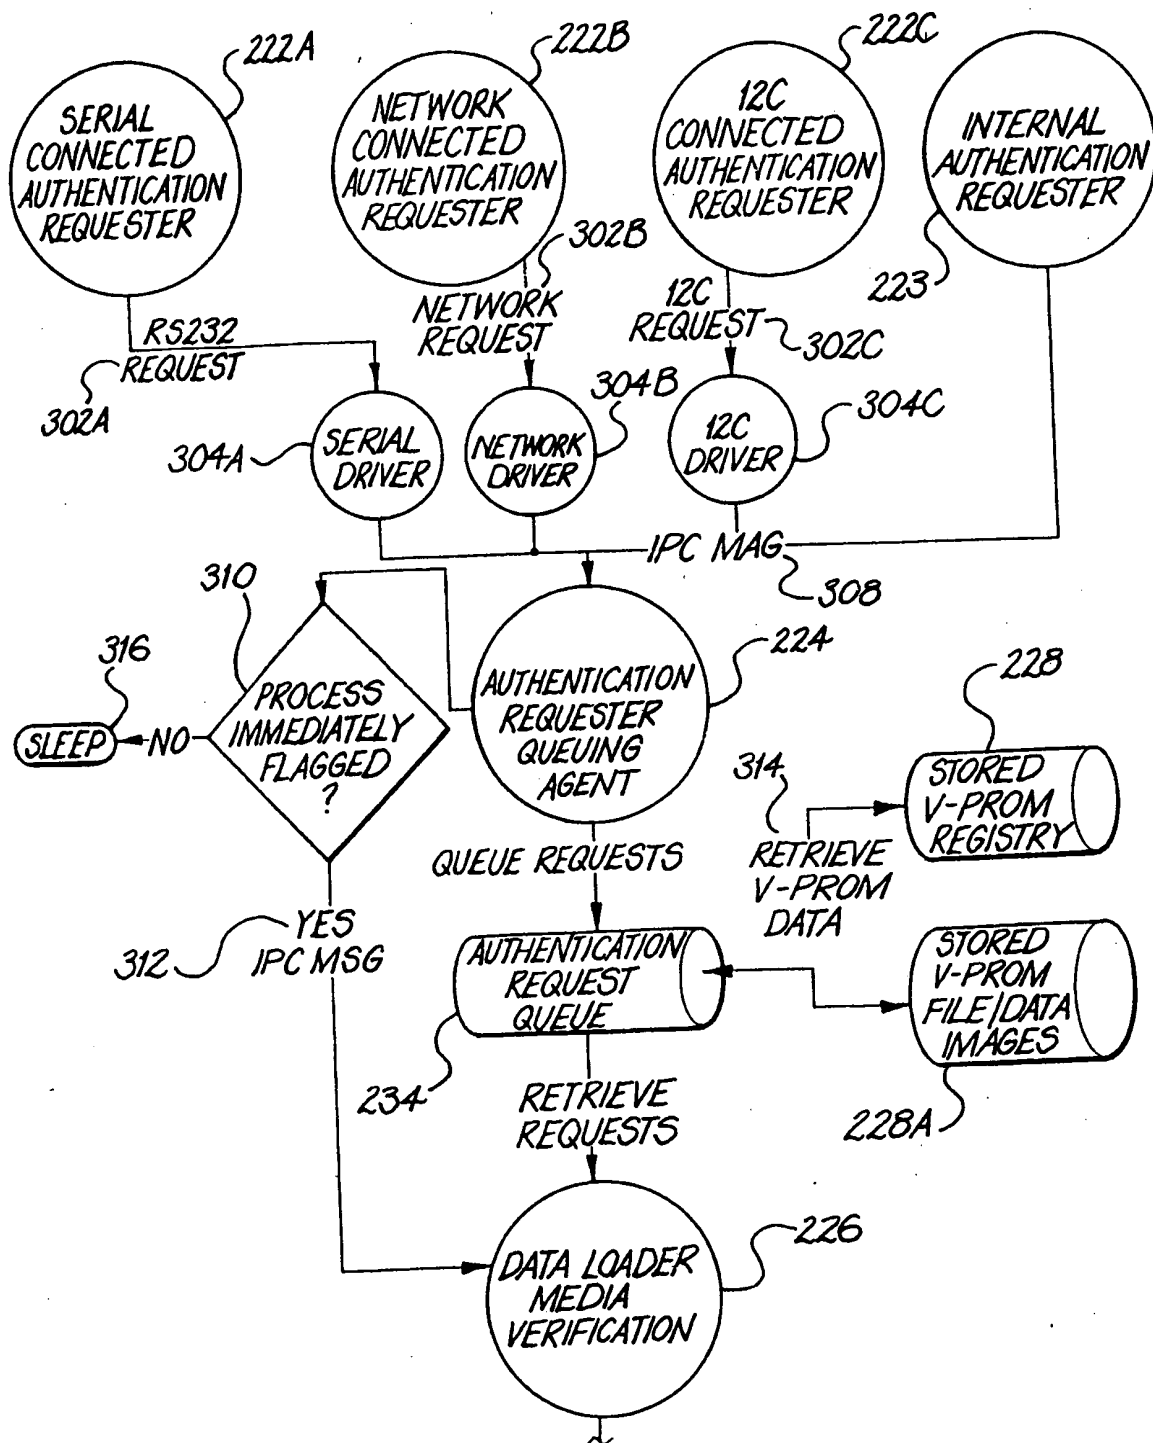 222A
SERIAL
CONNECTED
AUTHENTICATION
REQUESTER
222B
NETWORK
CONNECTED
AUTHENTICATION
REQUESTER
222C
12C
CONNECTED
AUTHENTICATION
REQUESTER
INTERNAL
AUTHENTICATION
REQUESTER
223
RS232
REQUEST
302A
302B
NETWORK
REQUEST
12C
REQUEST
302C
304A
SERIAL
DRIVER
304B
NETWORK
DRIVER
304C
12C
DRIVER
IPC MAG
308
310
PROCESS
IMMEDIATELY
FLAGGED
?
316
SLEEP
NO
224
AUTHENTICATION
REQUESTER
QUEUING
AGENT
228
STORED
V-PROM
REGISTRY
314
RETRIEVE
V-PROM
DATA
QUEUE REQUESTS
YES
IPC MSG
312
AUTHENTICATION
REQUEST
QUEUE
234
STORED
V-PROM
FILE/DATA
IMAGES
228A
RETRIEVE
REQUESTS
226
DATA LOADER
MEDIA
VERIFICATION